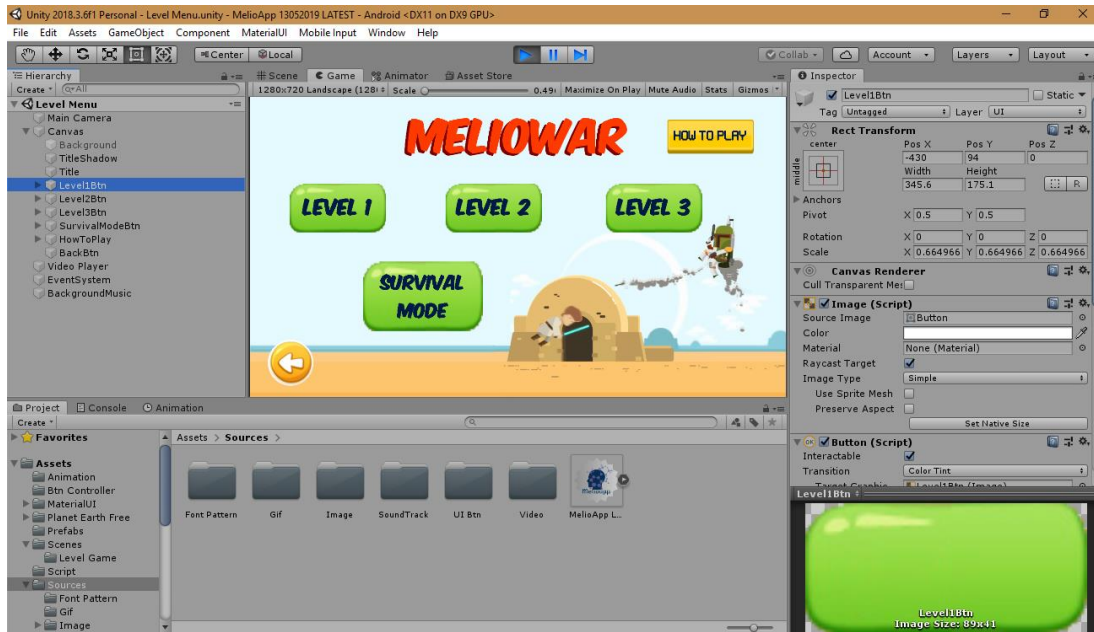 Unity 2018.3.6f1 Personal - Level Menu.unity - MelioApp 13052019 LATEST - Android <DX11 on DX9 GPU>
File Edit Assets GameObject Component MaterialUI Mobile Input Window Help
Center Local Collab Account Layers Layout
Hierarchy
Create All
Level Menu
Main Camera
Canvas
Background
TitleShadow
Title
Level1Btn
Level2Btn
Level3Btn
SurvivalModeBtn
HowToPlay
BackBtn
Video Player
EventSystem
BackgroundMusic
Scene Game Animator Asset Store
1280x720 Landscape (128 Scale 0.49 Maximize On Play Mute Audio Stats Gizmos
MELIOWAR
HOW TO PLAY
LEVEL 1 LEVEL 2 LEVEL 3
SURVIVAL
MODE
Inspector
Level1Btn Static
Tag Untagged Layer UI
Rect Transform
center Pos X Pos Y Pos Z
middle -430 94 0
Width Height
345.6 175.1 R
Anchors
Pivot X 0.5 Y 0.5
Rotation X 0 Y 0 Z 0
Scale X 0.664966 Y 0.664966 Z 0.664966
Canvas Renderer
Cull Transparent Mes
Image (Script)
Source Image Button
Color
Material None (Material)
Raycast Target
Image Type Simple
Use Sprite Mesh
Preserve Aspect
Set Native Size
Button (Script)
Interactable
Transition Color Tint
Target Graphic Level1Btn (Image)
Level1Btn
Level1Btn
Image Size: 89x41
Project Console Animation
Create
Favorites
Assets
Animation
Btn Controller
MaterialUI
Planet Earth Free
Prefabs
Scenes
Level Game
Script
Sources
Font Pattern
Gif
Image
Assets > Sources >
MelioApp
Font Pattern Gif Image SoundTrack UI Btn Video MelioApp L...